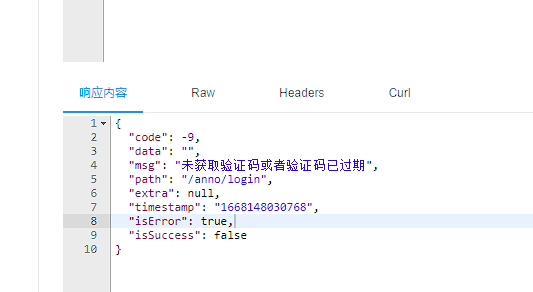 响应内容 Raw Headers Curl
1 {
2 "code": -9,
3 "data": "",
4 "msg": "未获取验证码或者验证码已过期",
5 "path": "/anno/login",
6 "extra": null,
7 "timestamp": "1668148030768",
8 "isError": true,
9 "isSuccess": false
10 }